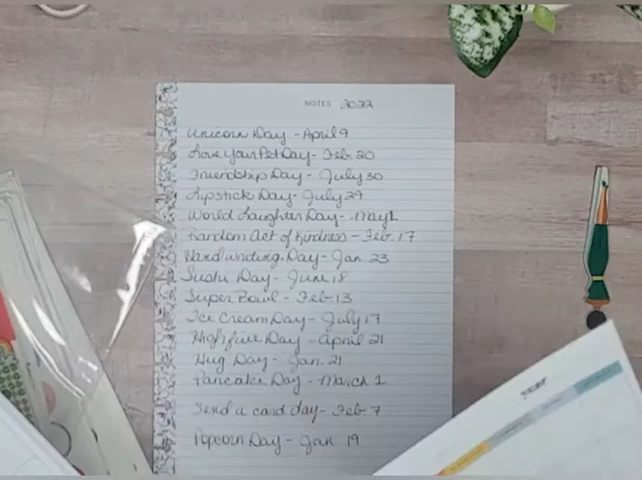 NOTES 2022
Unicorn Day - April 9
Love Your Pet Day - Feb. 20
Friendship Day - July 30
Lipstick Day - July 29
World Laughter Day - May 1
Random Act of Kindness - Feb. 17
Handwriting Day - Jan. 23
Sushi Day - June 18
Super Bowl - Feb 13
Ice Cream Day - July 17
Highfive Day - April 21
Hug Day - Jan. 21
Pancake Day - March 1
Send a card day - Feb. 7
Popcorn Day - Jan 19